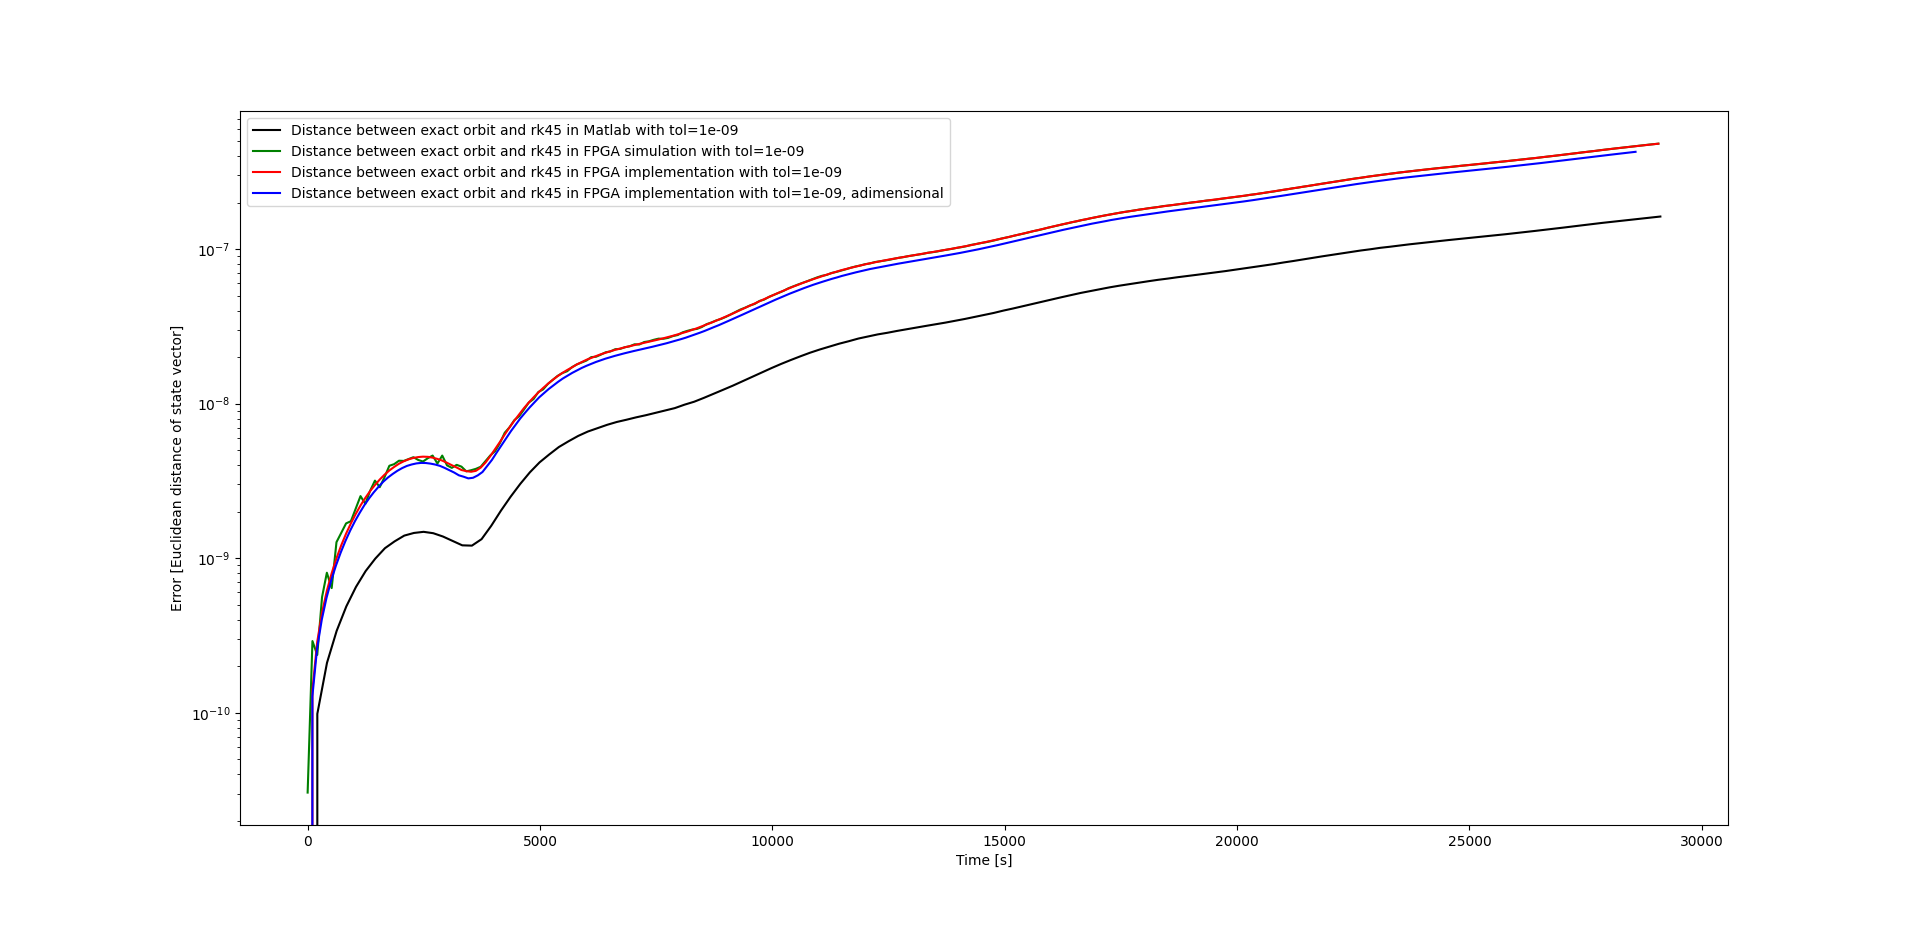 Distance between exact orbit and rk45 in Matlab with tol=1e-09
Distance between exact orbit and rk45 in FPGA simulation with tol=1e-09
Distance between exact orbit and rk45 in FPGA implementation with tol=1e-09
Distance between exact orbit and rk45 in FPGA implementation with tol=1e-09, adimensional
Error [Euclidean distance of state vector]
10⁻⁷
10⁻⁸
10⁻⁹
10⁻¹⁰
0 5000 10000 15000 20000 25000 30000
Time [s]